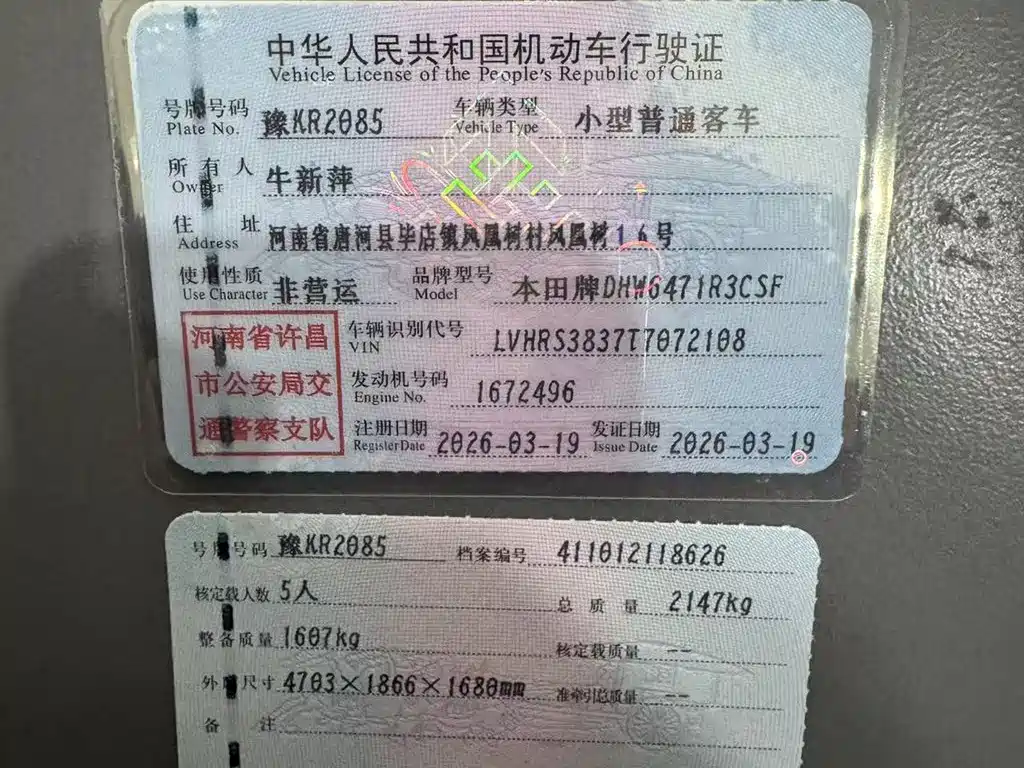 中华人民共和国机动车行驶证
Vehicle License of the People's Republic of China
号牌号码 豫KR2085 车辆类型 小型普通客车
Plate No. Vehicle Type
所有人 牛新萍
Owner
住址 河南省唐河县毕店镇凤凰树村凤凰树16号
Address
使用性质 非营运 品牌型号 本田牌DHW6471R3CSF
Use Character Model
河南省许昌
市公安局交
通警察支队
车辆识别代号 LVHRS3837T7072108
VIN
发动机号码 1672496
Engine No.
注册日期 2026-03-19 发证日期 2026-03-19
Register Date Issue Date
号牌号码 豫KR2085 档案编号 411012118626
核定载人数 5人 总质量 2147kg
整备质量 1607kg 核定载质量 --
外廓尺寸 4703×1866×1680mm 准牵引总质量 --
备注